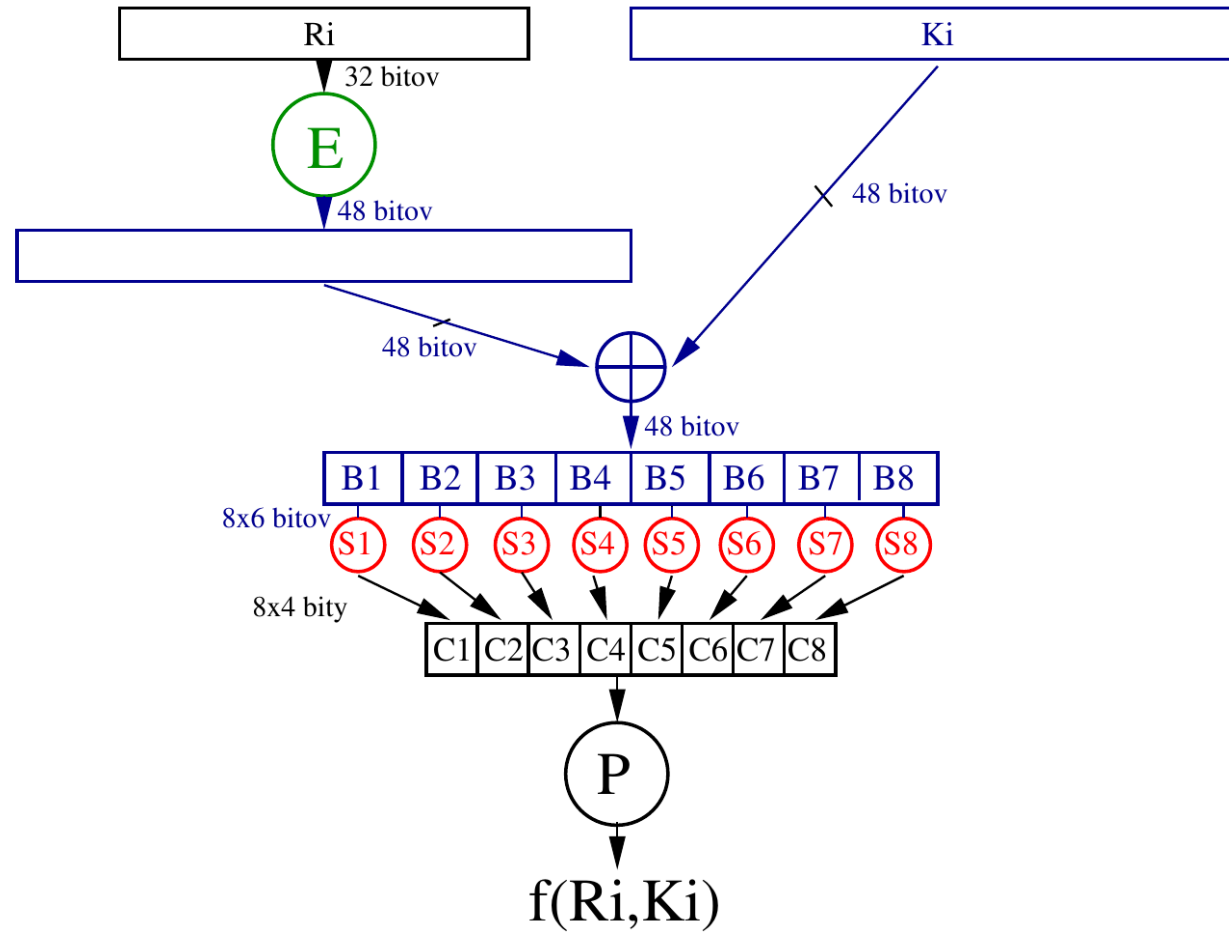 Ri Ki
32 bitov
E
48 bitov
48 bitov
48 bitov
48 bitov
B1 B2 B3 B4 B5 B6 B7 B8
8x6 bitov
S1 S2 S3 S4 S5 S6 S7 S8
8x4 bity
C1 C2 C3 C4 C5 C6 C7 C8
P
f(Ri,Ki)